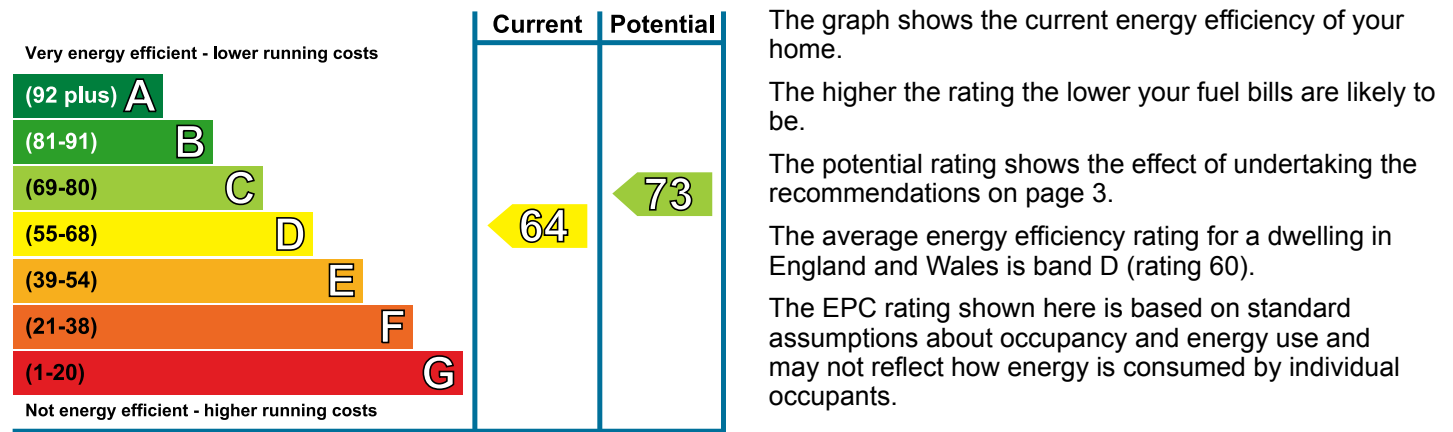 Current Potential
Very energy efficient - lower running costs
(92 plus) A
(81-91) B
(69-80) C
73
(55-68) D
64
(39-54) E
(21-38) F
(1-20) G
Not energy efficient - higher running costs
The graph shows the current energy efficiency of your
home.
The higher the rating the lower your fuel bills are likely to
be.
The potential rating shows the effect of undertaking the
recommendations on page 3.
The average energy efficiency rating for a dwelling in
England and Wales is band D (rating 60).
The EPC rating shown here is based on standard
assumptions about occupancy and energy use and
may not reflect how energy is consumed by individual
occupants.